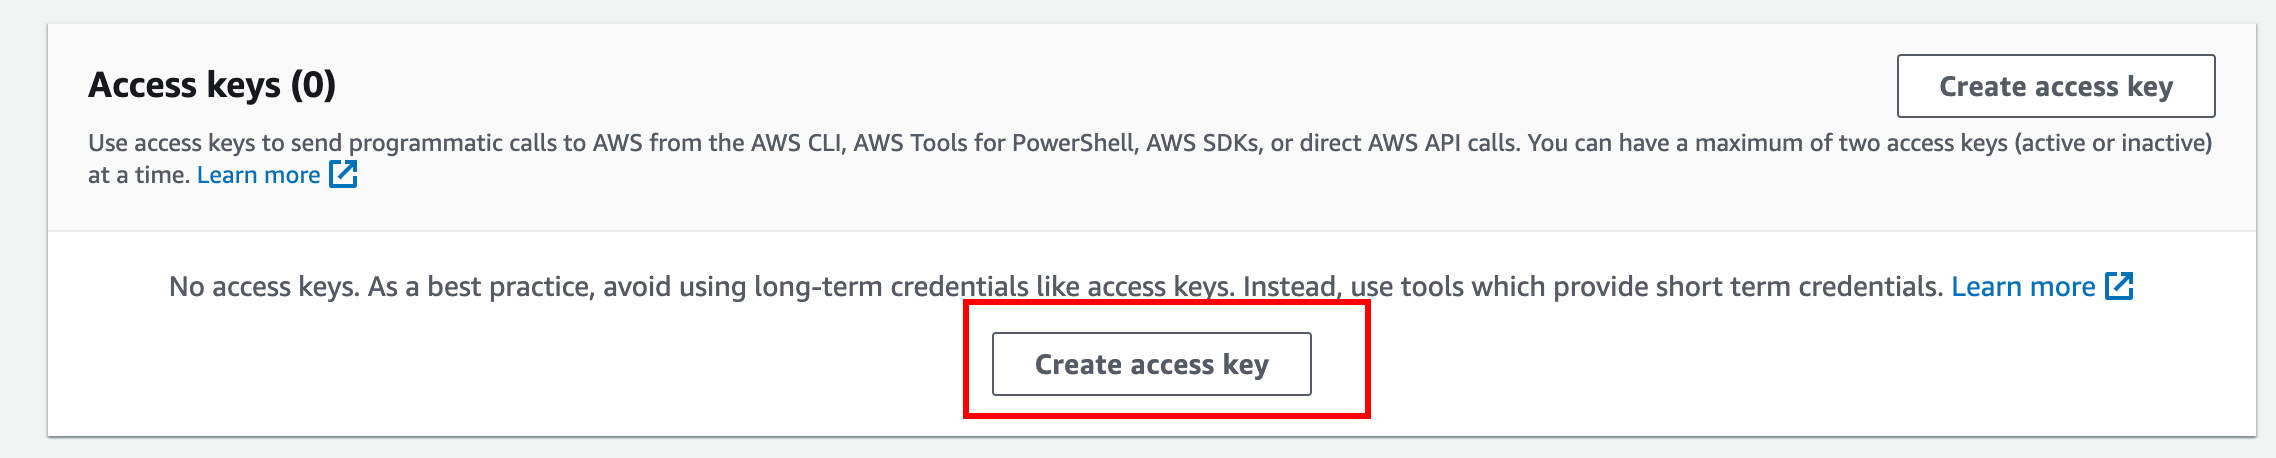 Access keys (0)
Create access key
Use access keys to send programmatic calls to AWS from the AWS CLI, AWS Tools for PowerShell, AWS SDKs, or direct AWS API calls. You can have a maximum of two access keys (active or inactive)
at a time. Learn more
No access keys. As a best practice, avoid using long-term credentials like access keys. Instead, use tools which provide short term credentials. Learn more
Create access key